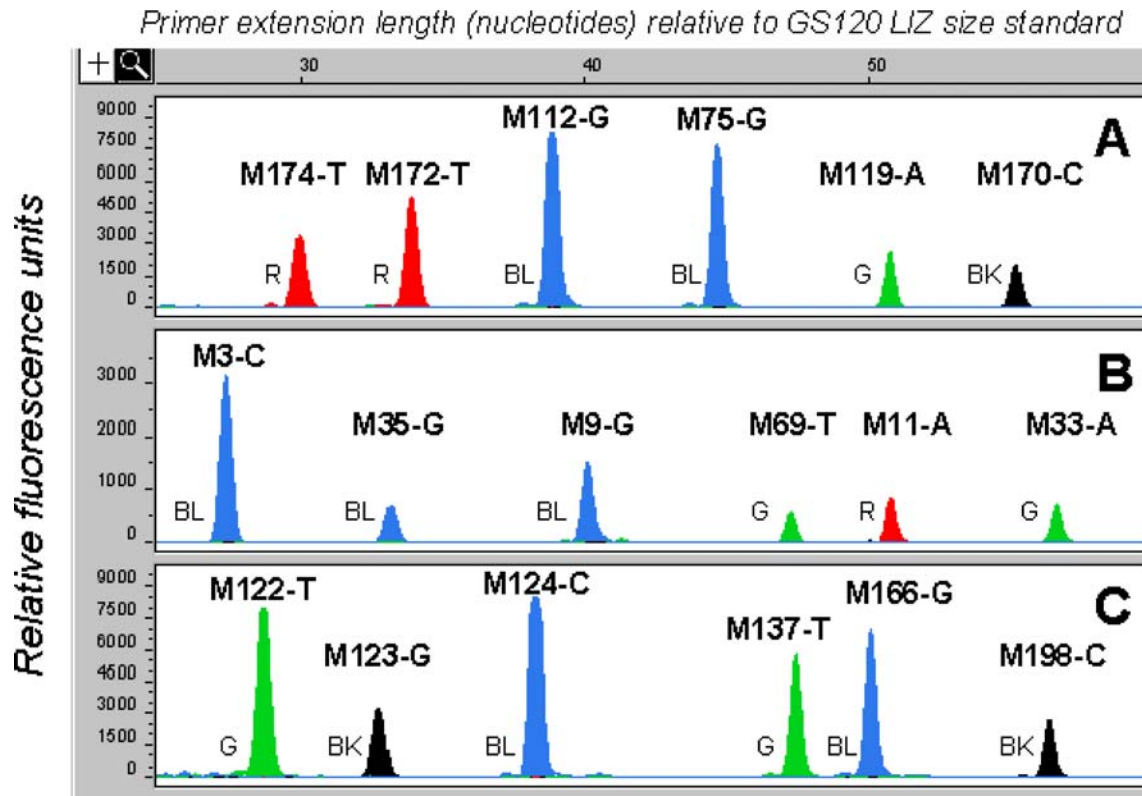 Primer extension length (nucleotides) relative to GS120 LIZ size standard
30 40 50
Relative fluorescence units
A
9000
7500
6000
4500
3000
1500
0
M174-T M172-T M112-G M75-G M119-A M170-C
R R BL BL G BK
B
3000
2000
1000
0
M3-C M35-G M9-G M69-T M11-A M33-A
BL BL BL G R G
C
9000
7500
6000
4500
3000
1500
0
M122-T M123-G M124-C M137-T M166-G M198-C
G BK BL G BL BK